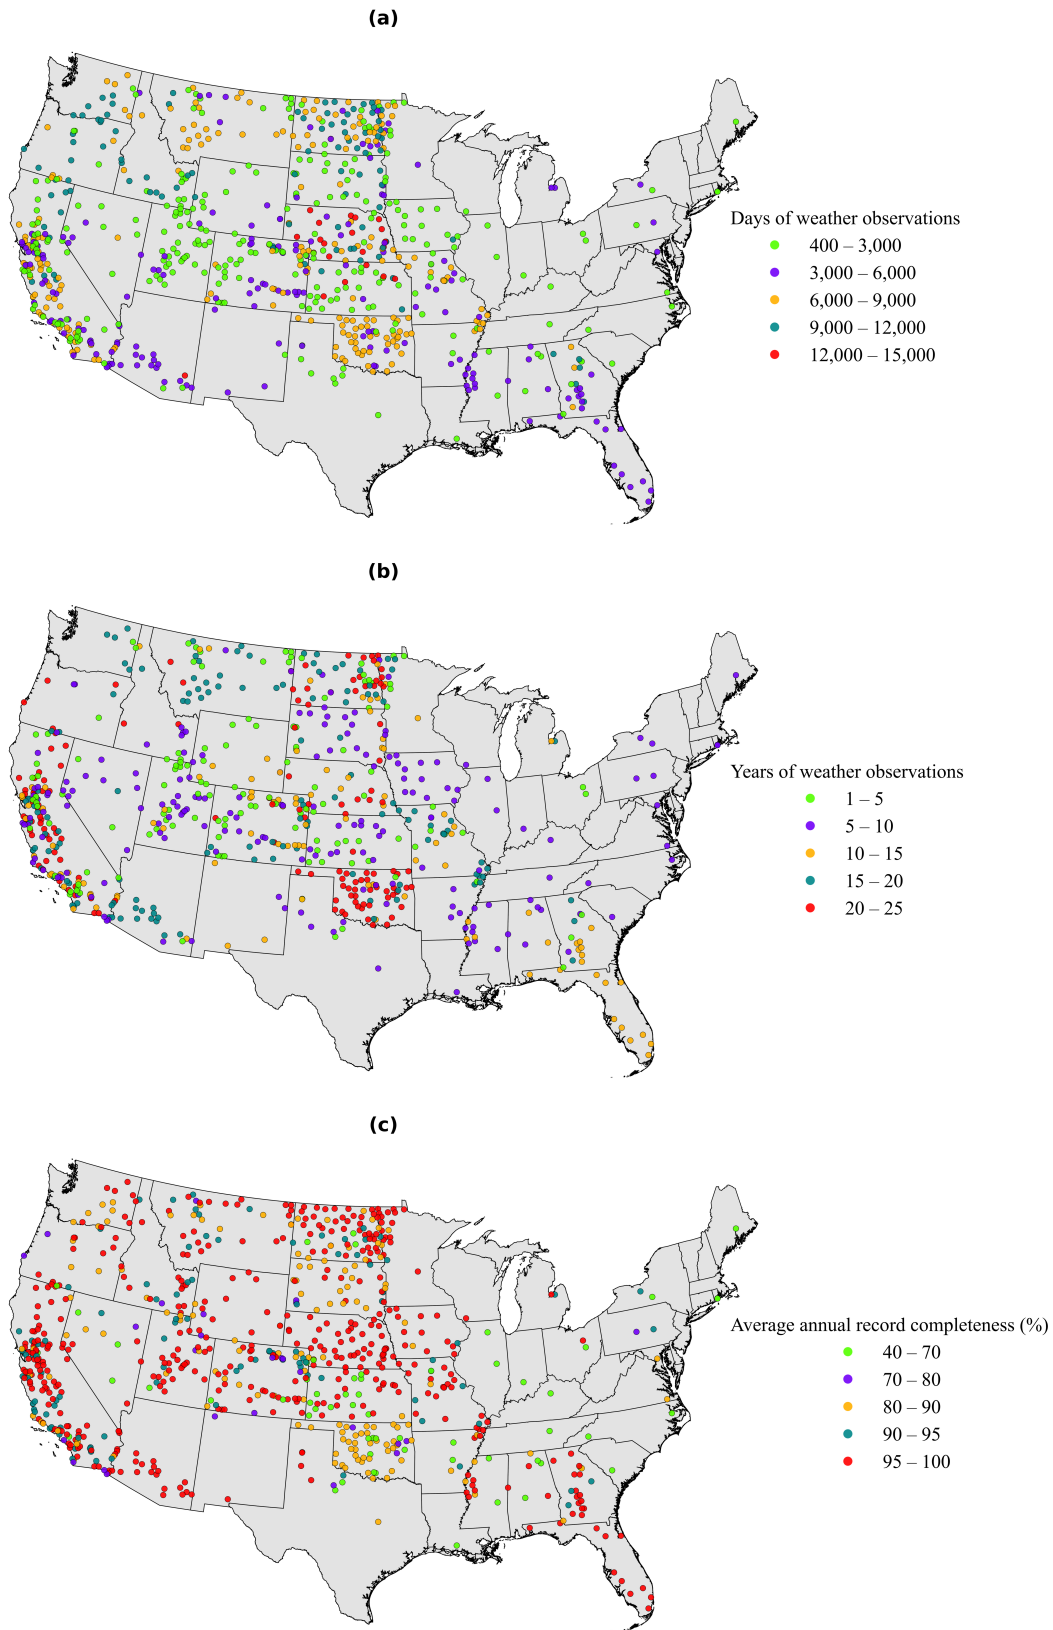 (a)
Days of weather observations
400 – 3,000
3,000 – 6,000
6,000 – 9,000
9,000 – 12,000
12,000 – 15,000
(b)
Years of weather observations
1 – 5
5 – 10
10 – 15
15 – 20
20 – 25
(c)
Average annual record completeness (%)
40 – 70
70 – 80
80 – 90
90 – 95
95 – 100